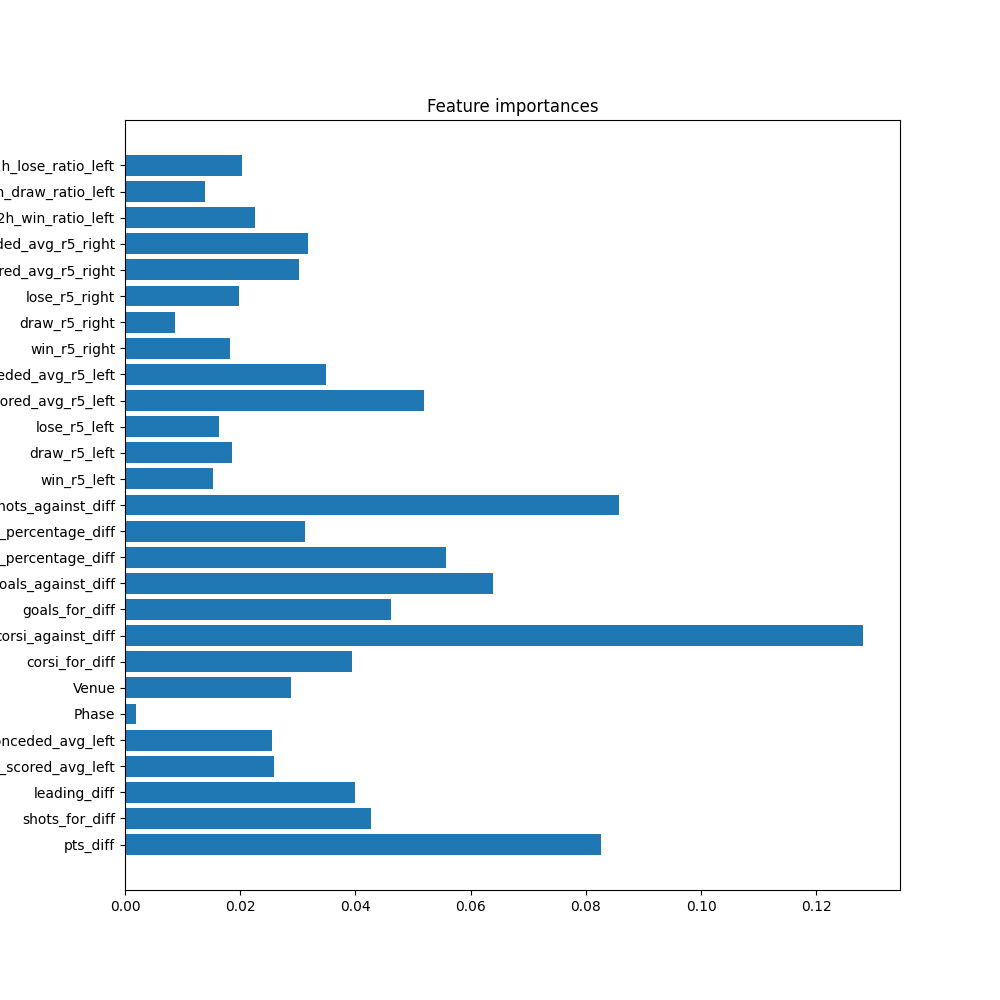 Feature importances
h_lose_ratio_left
h_draw_ratio_left
2h_win_ratio_left
ded_avg_r5_right
red_avg_r5_right
lose_r5_right
draw_r5_right
win_r5_right
eded_avg_r5_left
ored_avg_r5_left
lose_r5_left
draw_r5_left
win_r5_left
hots_against_diff
_percentage_diff
_percentage_diff
oals_against_diff
goals_for_diff
corsi_against_diff
corsi_for_diff
Venue
Phase
onceded_avg_left
_scored_avg_left
leading_diff
shots_for_diff
pts_diff
0.00 0.02 0.04 0.06 0.08 0.10 0.12